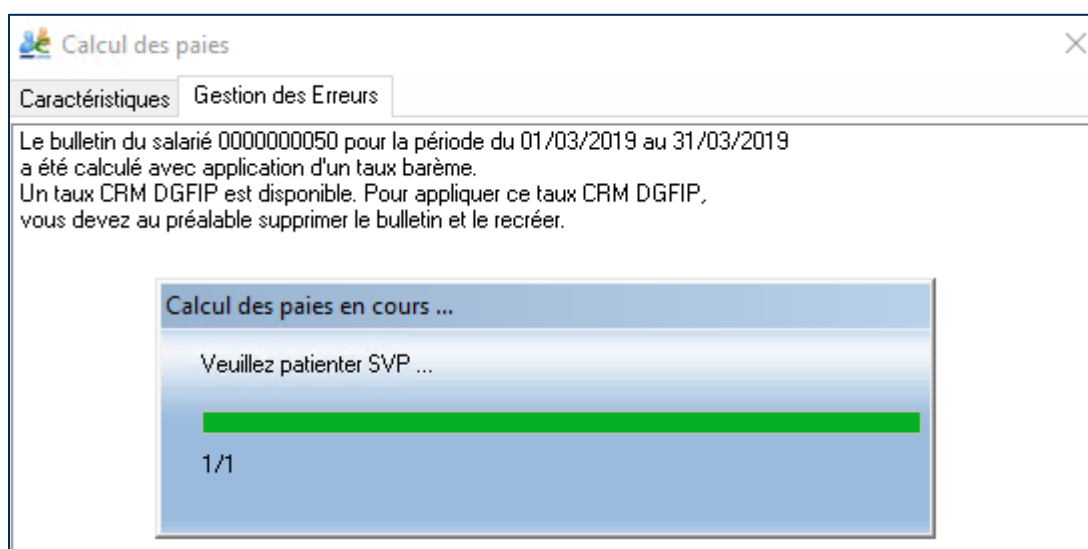 Calcul des paies
Caractéristiques Gestion des Erreurs
Le bulletin du salarié 0000000050 pour la période du 01/03/2019 au 31/03/2019
a été calculé avec application d'un taux barème.
Un taux CRM DGFIP est disponible. Pour appliquer ce taux CRM DGFIP,
vous devez au préalable supprimer le bulletin et le recréer.
Calcul des paies en cours ...
Veuillez patienter SVP ...
1/1